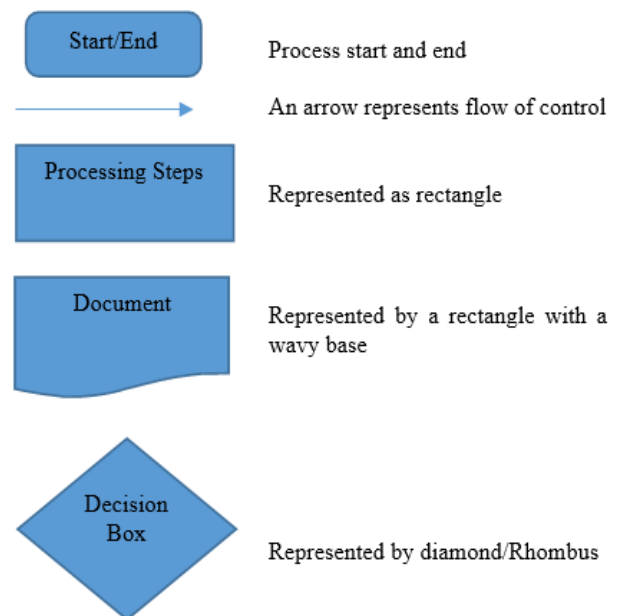 Start/End
Process start and end
An arrow represents flow of control
Processing Steps
Represented as rectangle
Document
Represented by a rectangle with a
wavy base
Decision
Box
Represented by diamond/Rhombus